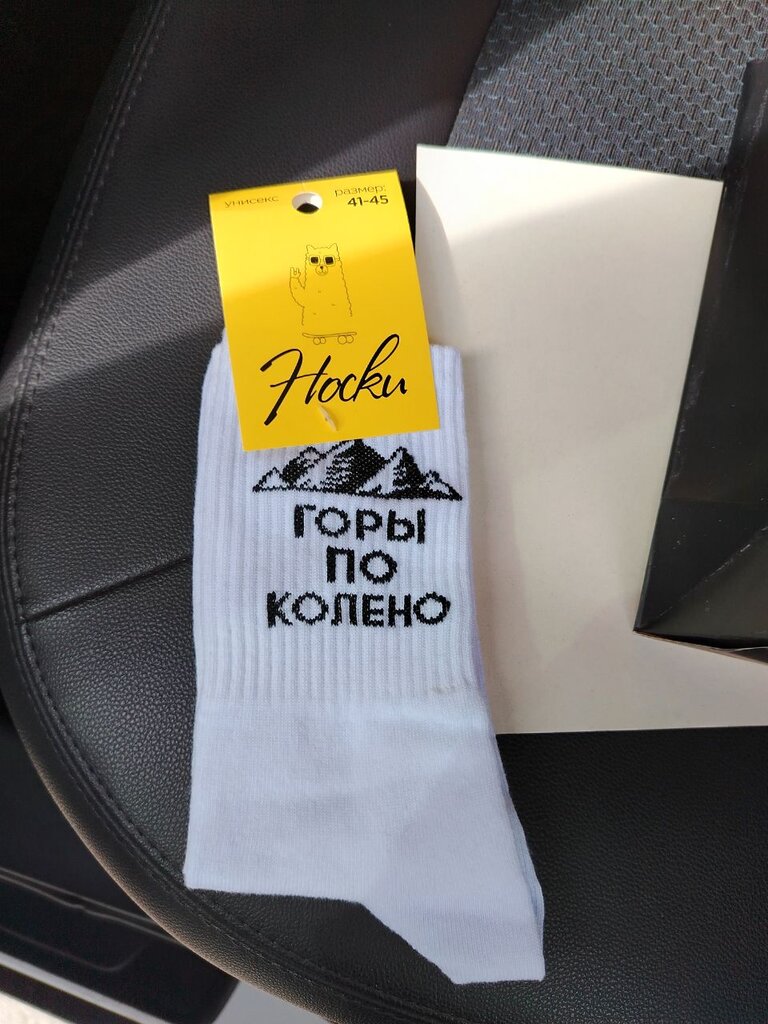 унисекс
размер:
41-45
Носки
ГОРЫ
ПО
КОЛЕНО